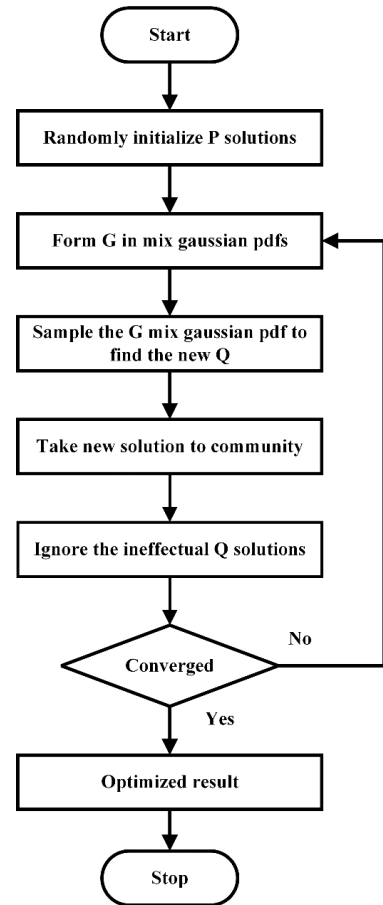 Start
Randomly initialize P solutions
Form G in mix gaussian pdfs
Sample the G mix gaussian pdf to
find the new Q
Take new solution to community
Ignore the ineffectual Q solutions
No
Converged
Yes
Optimized result
Stop